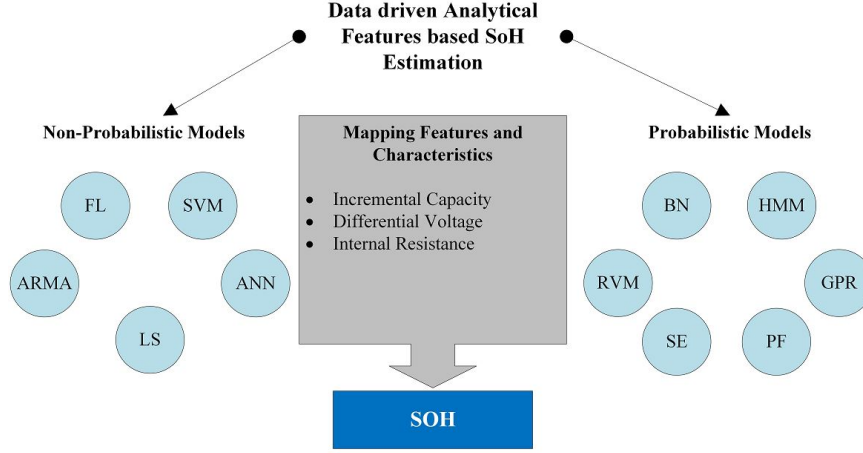 Data driven Analytical
Features based SoH
Estimation
Non-Probabilistic Models
FL
SVM
ARMA
ANN
LS
Mapping Features and
Characteristics
• Incremental Capacity
• Differential Voltage
• Internal Resistance
SOH
Probabilistic Models
BN
HMM
RVM
GPR
SE
PF